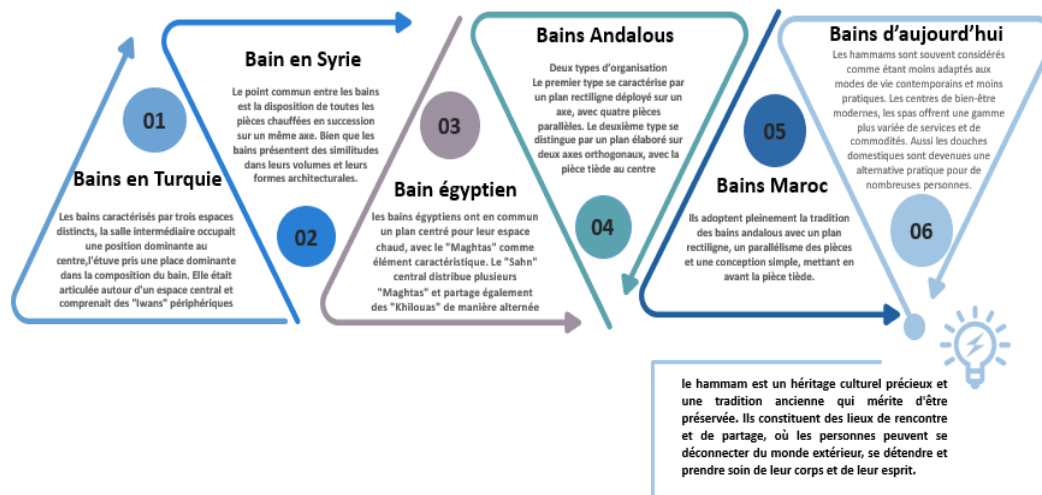 01
Bains en Turquie
Les bains caractérisés par trois espaces
distincts, la salle intermédiaire occupait
une position dominante au
centre,l'étuve pris une place dominante
dans la composition du bain. Elle était
articulée autour d'un espace central et
comprenait des "Iwans" périphériques
Bain en Syrie
Le point commun entre les bains
est la disposition de toutes les
pièces chauffées en succession
sur un même axe. Bien que les
bains présentent des similitudes
dans leurs volumes et leurs
formes architecturales.
02
03
Bain égyptien
les bains égyptiens ont en commun
un plan centré pour leur espace
chaud, avec le "Maghtas" comme
élément caractéristique. Le "Sahn"
central distribue plusieurs
"Maghtas" et partage également
des "Khilouas" de manière alternée
Bains Andalous
Deux types d'organisation
Le premier type se caractérise par
un plan rectiligne déployé sur un
axe, avec quatre pièces
parallèles. Le deuxième type se
distingue par un plan élaboré sur
deux axes orthogonaux, avec la
pièce tiède au centre
04
05
Bains Maroc
Ils adoptent pleinement la tradition
des bains andalous avec un plan
rectiligne, un parallélisme des pièces
et une conception simple, mettant en
avant la pièce tiède.
Bains d'aujourd'hui
Les hammams sont souvent considérés
comme étant moins adaptés aux
modes de vie contemporains et moins
pratiques. Les centres de bien-être
modernes, les spas offrent une gamme
plus variée de services et de
commodités. Aussi les douches
domestiques sont devenues une
alternative pratique pour de
nombreuses personnes.
06
le hammam est un héritage culturel précieux et
une tradition ancienne qui mérite d'être
préservée. Ils constituent des lieux de rencontre
et de partage, où les personnes peuvent se
déconnecter du monde extérieur, se détendre et
prendre soin de leur corps et de leur esprit.